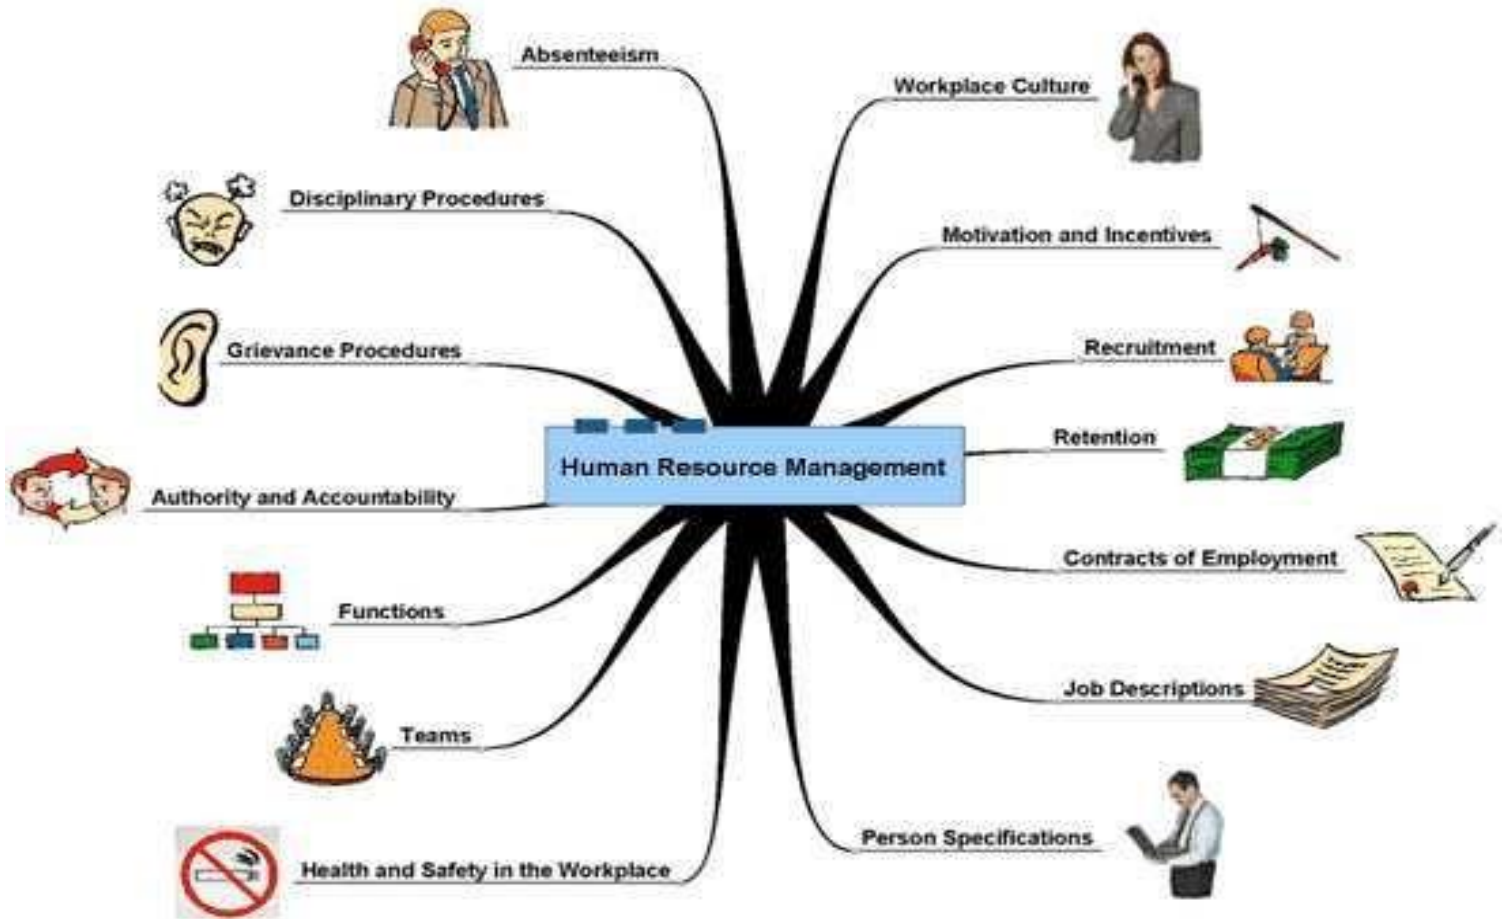 Absenteeism
Workplace Culture
Disciplinary Procedures
Motivation and Incentives
Grievance Procedures
Recruitment
Retention
Human Resource Management
Authority and Accountability
Contracts of Employment
Functions
Job Descriptions
Teams
Person Specifications
Health and Safety in the Workplace